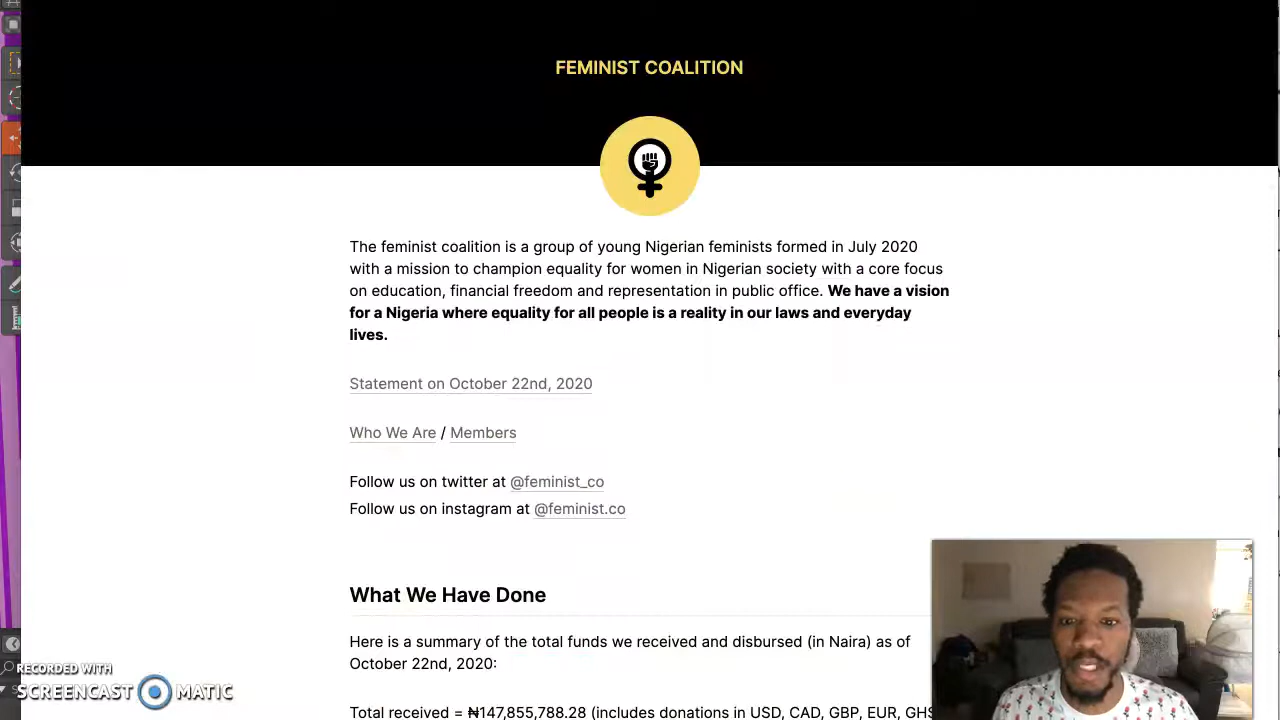 FEMINIST COALITION
The feminist coalition is a group of young Nigerian feminists formed in July 2020
with a mission to champion equality for women in Nigerian society with a core focus
on education, financial freedom and representation in public office. We have a vision
for a Nigeria where equality for all people is a reality in our laws and everyday
lives.
Statement on October 22nd, 2020
Who We Are / Members
Follow us on twitter at @feminist_co
Follow us on instagram at @feminist.co
What We Have Done
Here is a summary of the total funds we received and disbursed (in Naira) as of
October 22nd, 2020:
Total received = ₦147,855,788.28 (includes donations in USD, CAD, GBP, EUR, GHS
RECORDED WITH
SCREENCAST MATIC